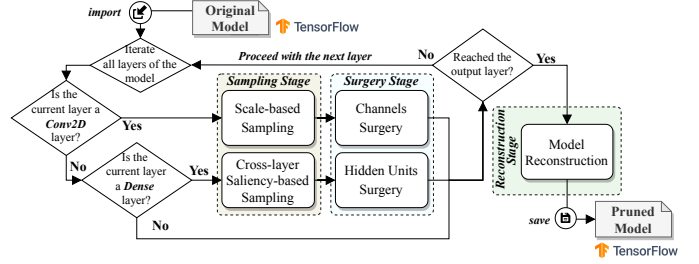 import
Original
Model
TensorFlow
Iterate
all layers of the
model
Proceed with the next layer
No
Reached the
output layer?
Yes
Is the
current layer a
Conv2D
layer?
Yes
Sampling Stage
Scale-based
Sampling
Surgery Stage
Channels
Surgery
No
Is the
current layer
a Dense
layer?
Yes
Cross-layer
Saliency-based
Sampling
Hidden Units
Surgery
No
Reconstruction
Stage
Model
Reconstruction
save
Pruned
Model
TensorFlow